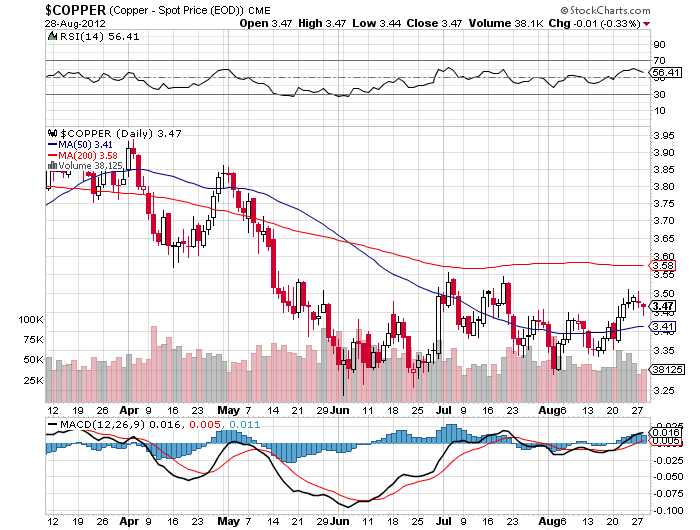 $COPPER (Copper - Spot Price (EOD)) CME © StockCharts.com
28-Aug-2012 Open 3.47 High 3.47 Low 3.44 Close 3.47 Volume 38.1K Chg -0.01 (-0.33%)
RSI(14) 56.41
90
70
56.41
50
30
10
$COPPER (Daily) 3.47
MA(50) 3.41
MA(200) 3.58
Volume 38,125
3.95
3.90
3.85
3.80
3.75
3.70
3.65
3.60
3.58
3.50
3.47
3.45
3.41
3.35
38125
3.25
100K
75K
50K
25K
12 19 26 Apr 9 16 23 May 7 14 21 29 Jun 11 18 25 Jul 9 16 23 Aug 6 13 20 27
MACD(12,26,9) 0.016, 0.005, 0.011
0.025
0.016
0.005
0.000
-0.025
-0.050
-0.075
-0.100
12 19 26 Apr 9 16 23 May 7 14 21 29 Jun 11 18 25 Jul 9 16 23 Aug 6 13 20 27